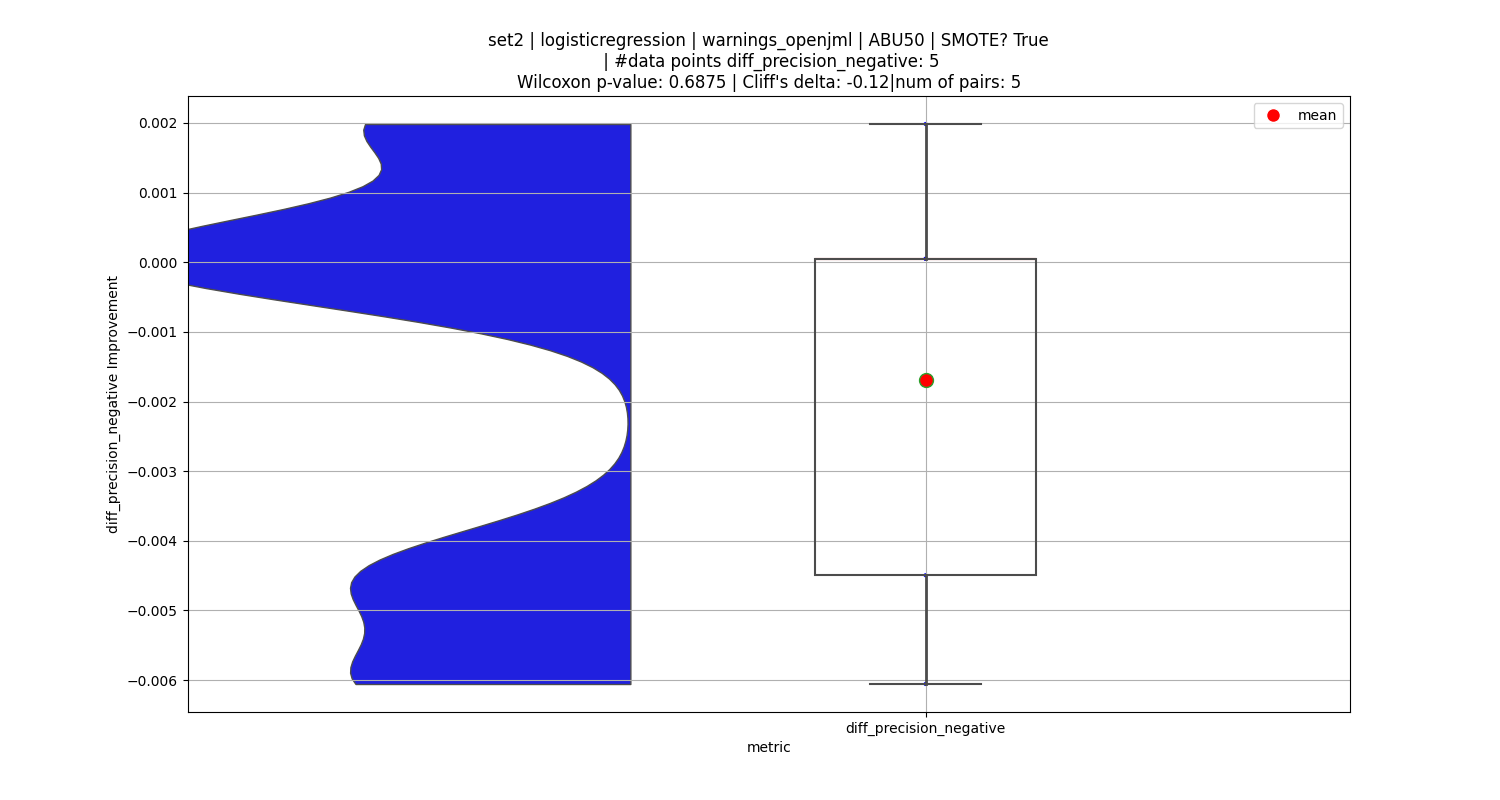 set2 | logisticregression | warnings_openjml | ABU50 | SMOTE? True
| #data points diff_precision_negative: 5
Wilcoxon p-value: 0.6875 | Cliff's delta: -0.12|num of pairs: 5
mean
0.002
0.001
0.000
−0.001
−0.002
−0.003
−0.004
−0.005
−0.006
diff_precision_negative Improvement
diff_precision_negative
metric